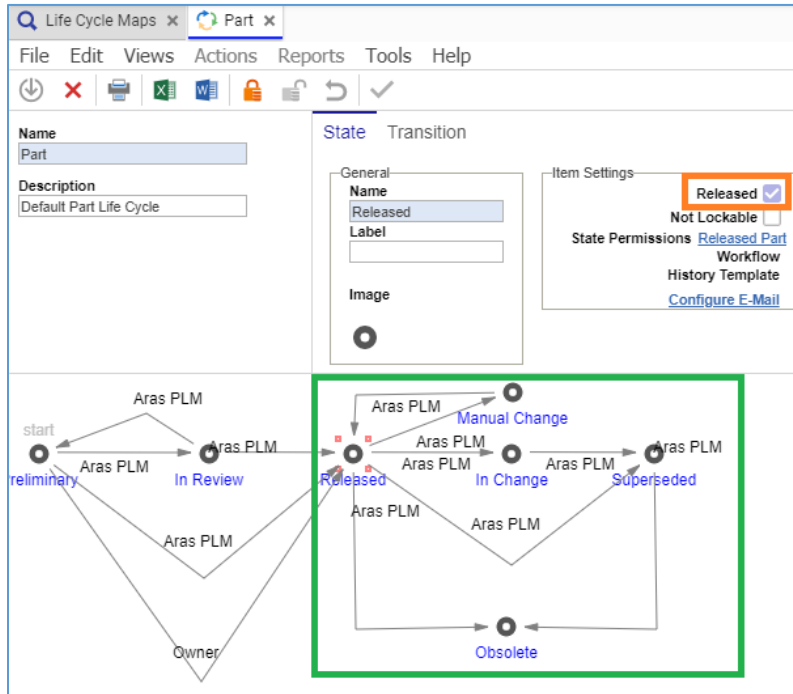 Life Cycle Maps Part
File Edit Views Actions Reports Tools Help
Name
Part
Description
Default Part Life Cycle
State Transition
General
Name
Released
Label
Image
Item Settings
Released
Not Lockable
State Permissions Released Part
Workflow
History Template
Configure E-Mail
Aras PLM
Aras PLM
Manual Change
start
Aras PLM
Aras PLM
Aras PLM
Aras PLM
Aras PLM
Aras PLM
reliminary
In Review
Released
In Change
Superseded
Aras PLM
Aras PLM
Aras PLM
Owner
Obsolete